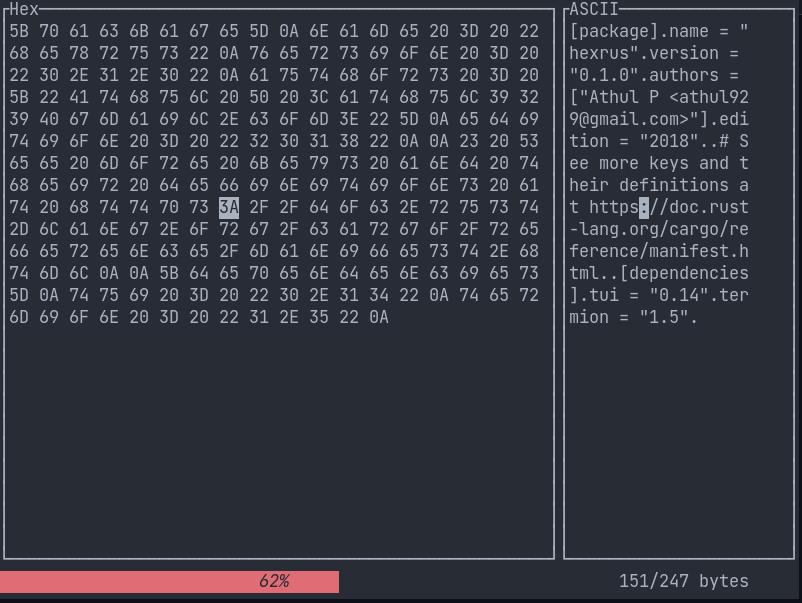 Hex
5B 70 61 63 6B 61 67 65 5D 0A 6E 61 6D 65 20 3D 20 22
68 65 78 72 75 73 22 0A 76 65 72 73 69 6F 6E 20 3D 20
22 30 2E 31 2E 30 22 0A 61 75 74 68 6F 72 73 20 3D 20
5B 22 41 74 68 75 6C 20 50 20 3C 61 74 68 75 6C 39 32
39 40 67 6D 61 69 6C 2E 63 6F 6D 3E 22 5D 0A 65 64 69
74 69 6F 6E 20 3D 20 22 32 30 31 38 22 0A 0A 23 20 53
65 65 20 6D 6F 72 65 20 6B 65 79 73 20 61 6E 64 20 74
68 65 69 72 20 64 65 66 69 6E 69 74 69 6F 6E 73 20 61
74 20 68 74 74 70 73 3A 2F 2F 64 6F 63 2E 72 75 73 74
2D 6C 61 6E 67 2E 6F 72 67 2F 63 61 72 67 6F 2F 72 65
66 65 72 65 6E 63 65 2F 6D 61 6E 69 66 65 73 74 2E 68
74 6D 6C 0A 0A 5B 64 65 70 65 6E 64 65 6E 63 69 65 73
5D 0A 74 75 69 20 3D 20 22 30 2E 31 34 22 0A 74 65 72
6D 69 6F 6E 20 3D 20 22 31 2E 35 22 0A
ASCII
[package].name = "
hexrus".version =
"0.1.0".authors =
["Athul P <athul92
9@gmail.com>"].edi
tion = "2018"..# S
ee more keys and t
heir definitions a
t https://doc.rust
-lang.org/cargo/re
ference/manifest.h
tml..[dependencies
].tui = "0.14".ter
mion = "1.5".
62%
151/247 bytes